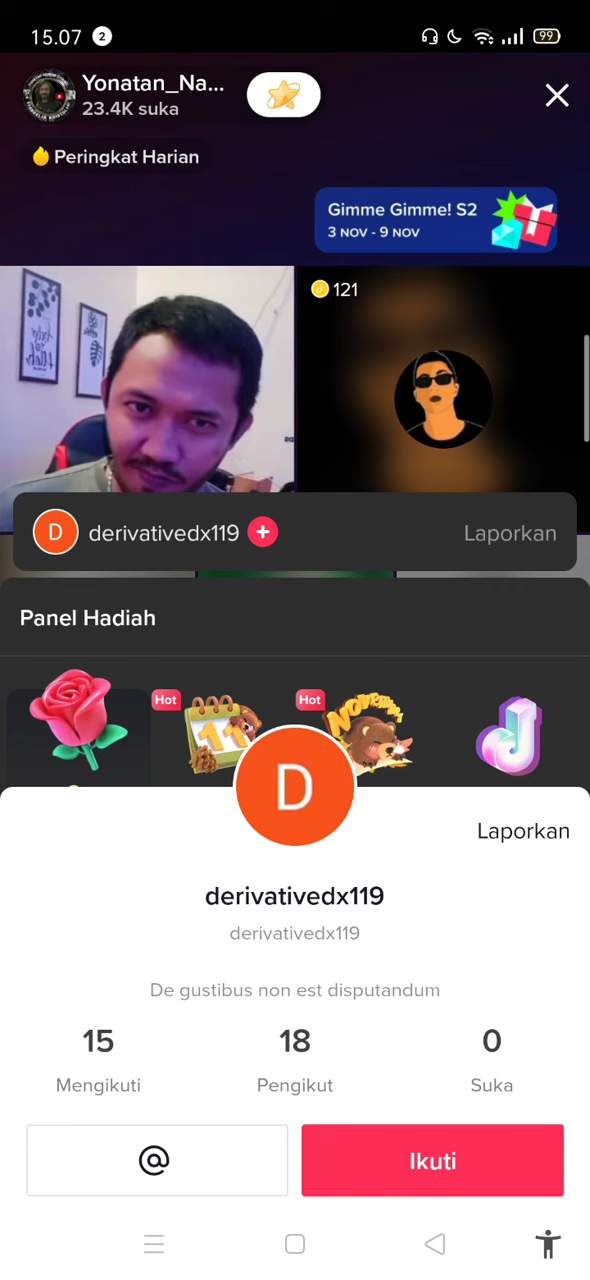 15.07 2
99
Yonatan_Na...
23.4K suka
Peringkat Harian
Gimme Gimme! S2
3 NOV - 9 NOV
121
D derivativedx119 Laporkan
Panel Hadiah
Hot
Hot
11
November
D
Laporkan
derivativedx119
derivativedx119
De gustibus non est disputandum
15 18 0
Mengikuti Pengikut Suka
@ Ikuti